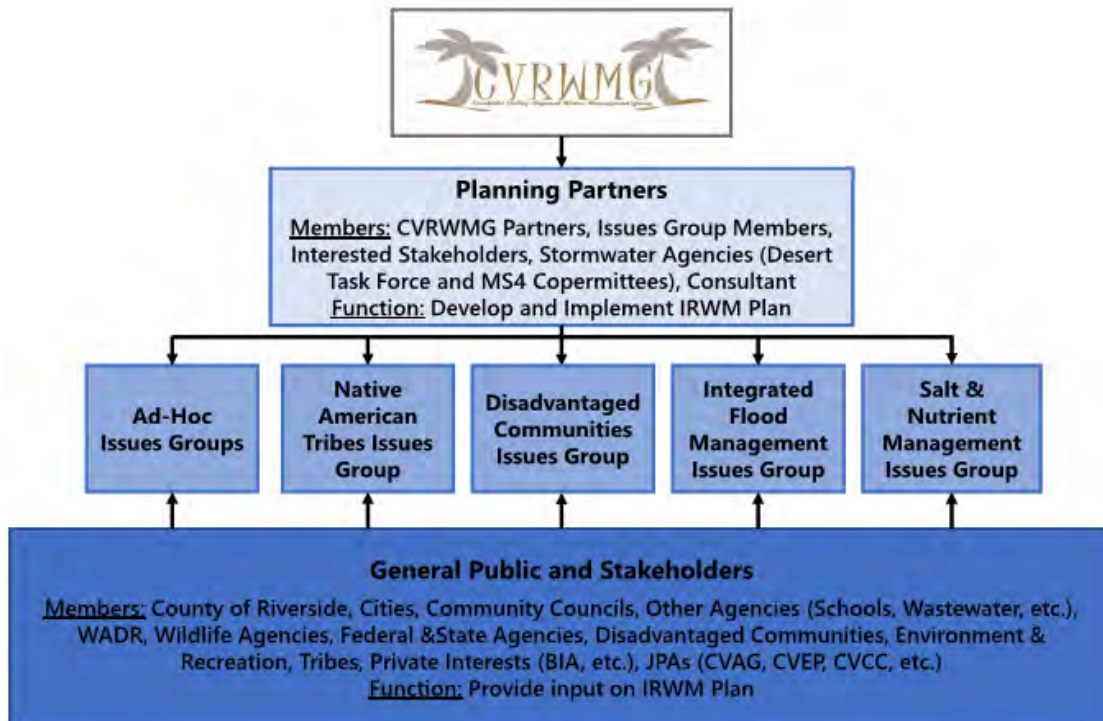 CVRWMG
Planning Partners
Members: CVRWMG Partners, Issues Group Members,
Interested Stakeholders, Stormwater Agencies (Desert
Task Force and MS4 Copermittees), Consultant
Function: Develop and Implement IRWM Plan
Ad-Hoc
Issues Groups
Native
American
Tribes Issues
Group
Disadvantaged
Communities
Issues Group
Integrated
Flood
Management
Issues Group
Salt &
Nutrient
Management
Issues Group
General Public and Stakeholders
Members: County of Riverside, Cities, Community Councils, Other Agencies (Schools, Wastewater, etc.),
WADR, Wildlife Agencies, Federal &State Agencies, Disadvantaged Communities, Environment &
Recreation, Tribes, Private Interests (BIA, etc.), JPAs (CVAG, CVEP, CVCC, etc.)
Function: Provide input on IRWM Plan